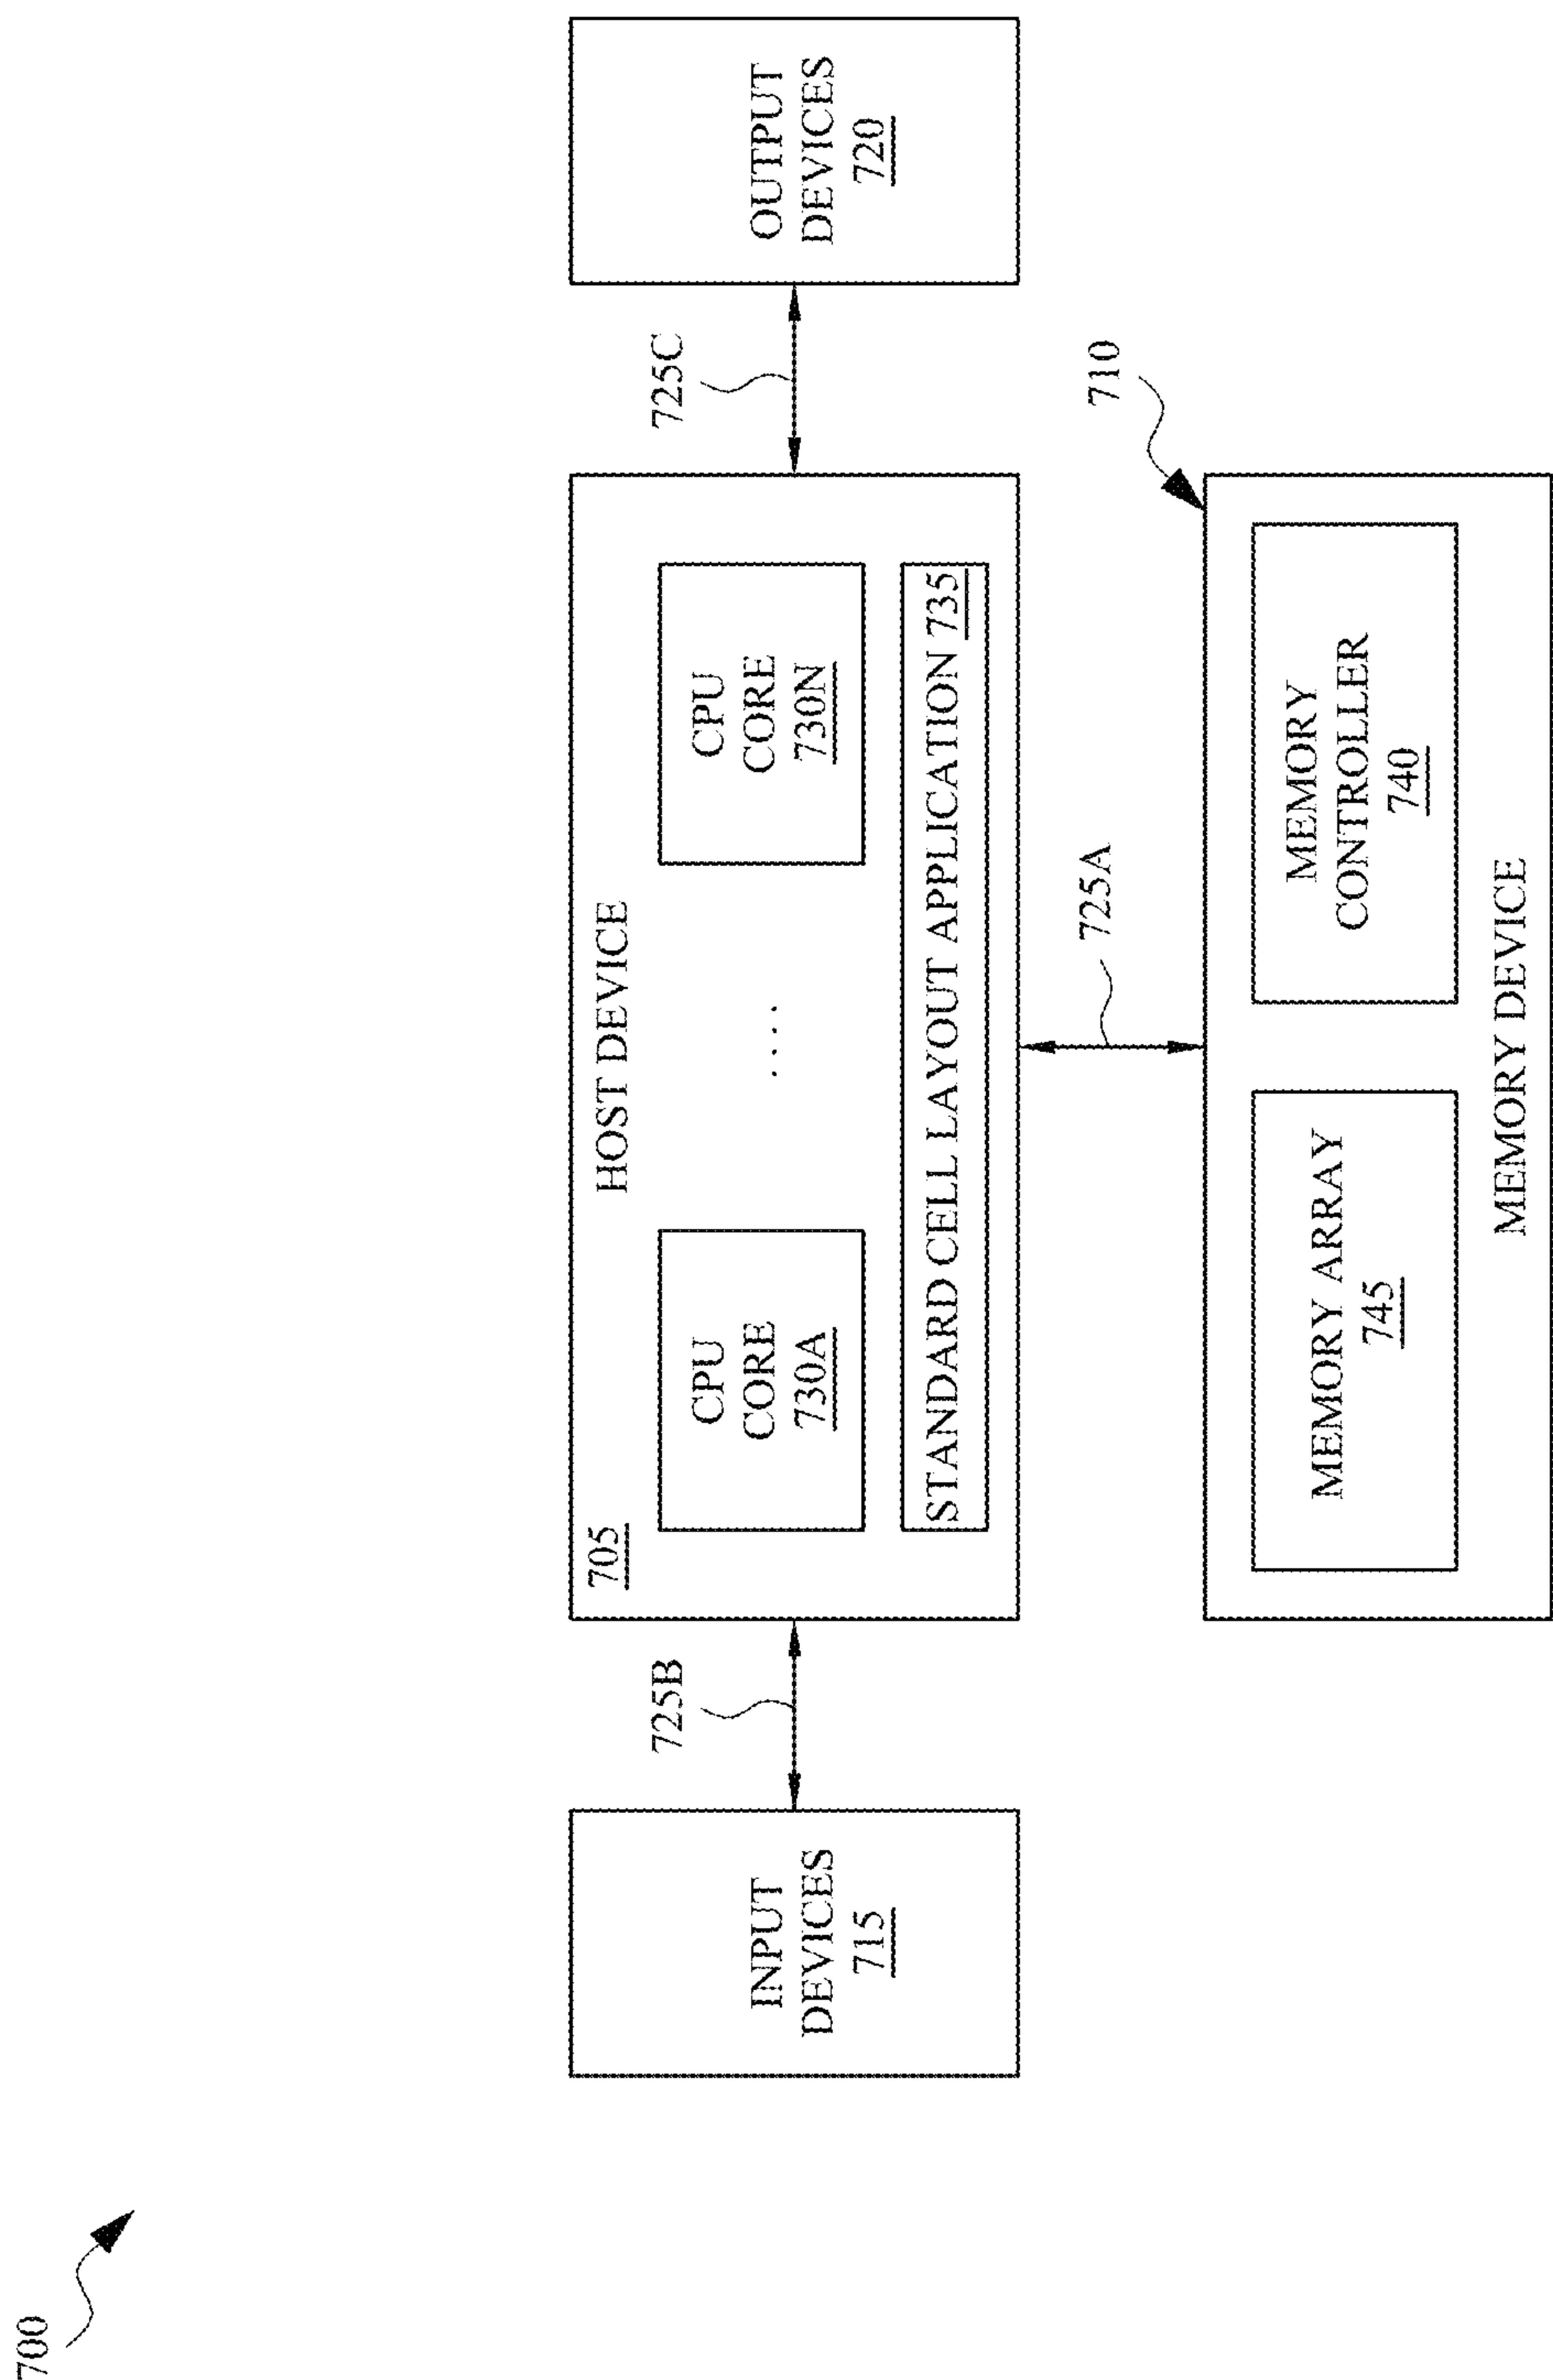 700
HOST DEVICE
705
CPU
CORE
730A
....
CPU
CORE
730N
STANDARD CELL LAYOUT APPLICATION 735
INPUT
DEVICES
715
725B
725C
OUTPUT
DEVICES
720
725A
710
MEMORY ARRAY
745
MEMORY
CONTROLLER
740
MEMORY DEVICE